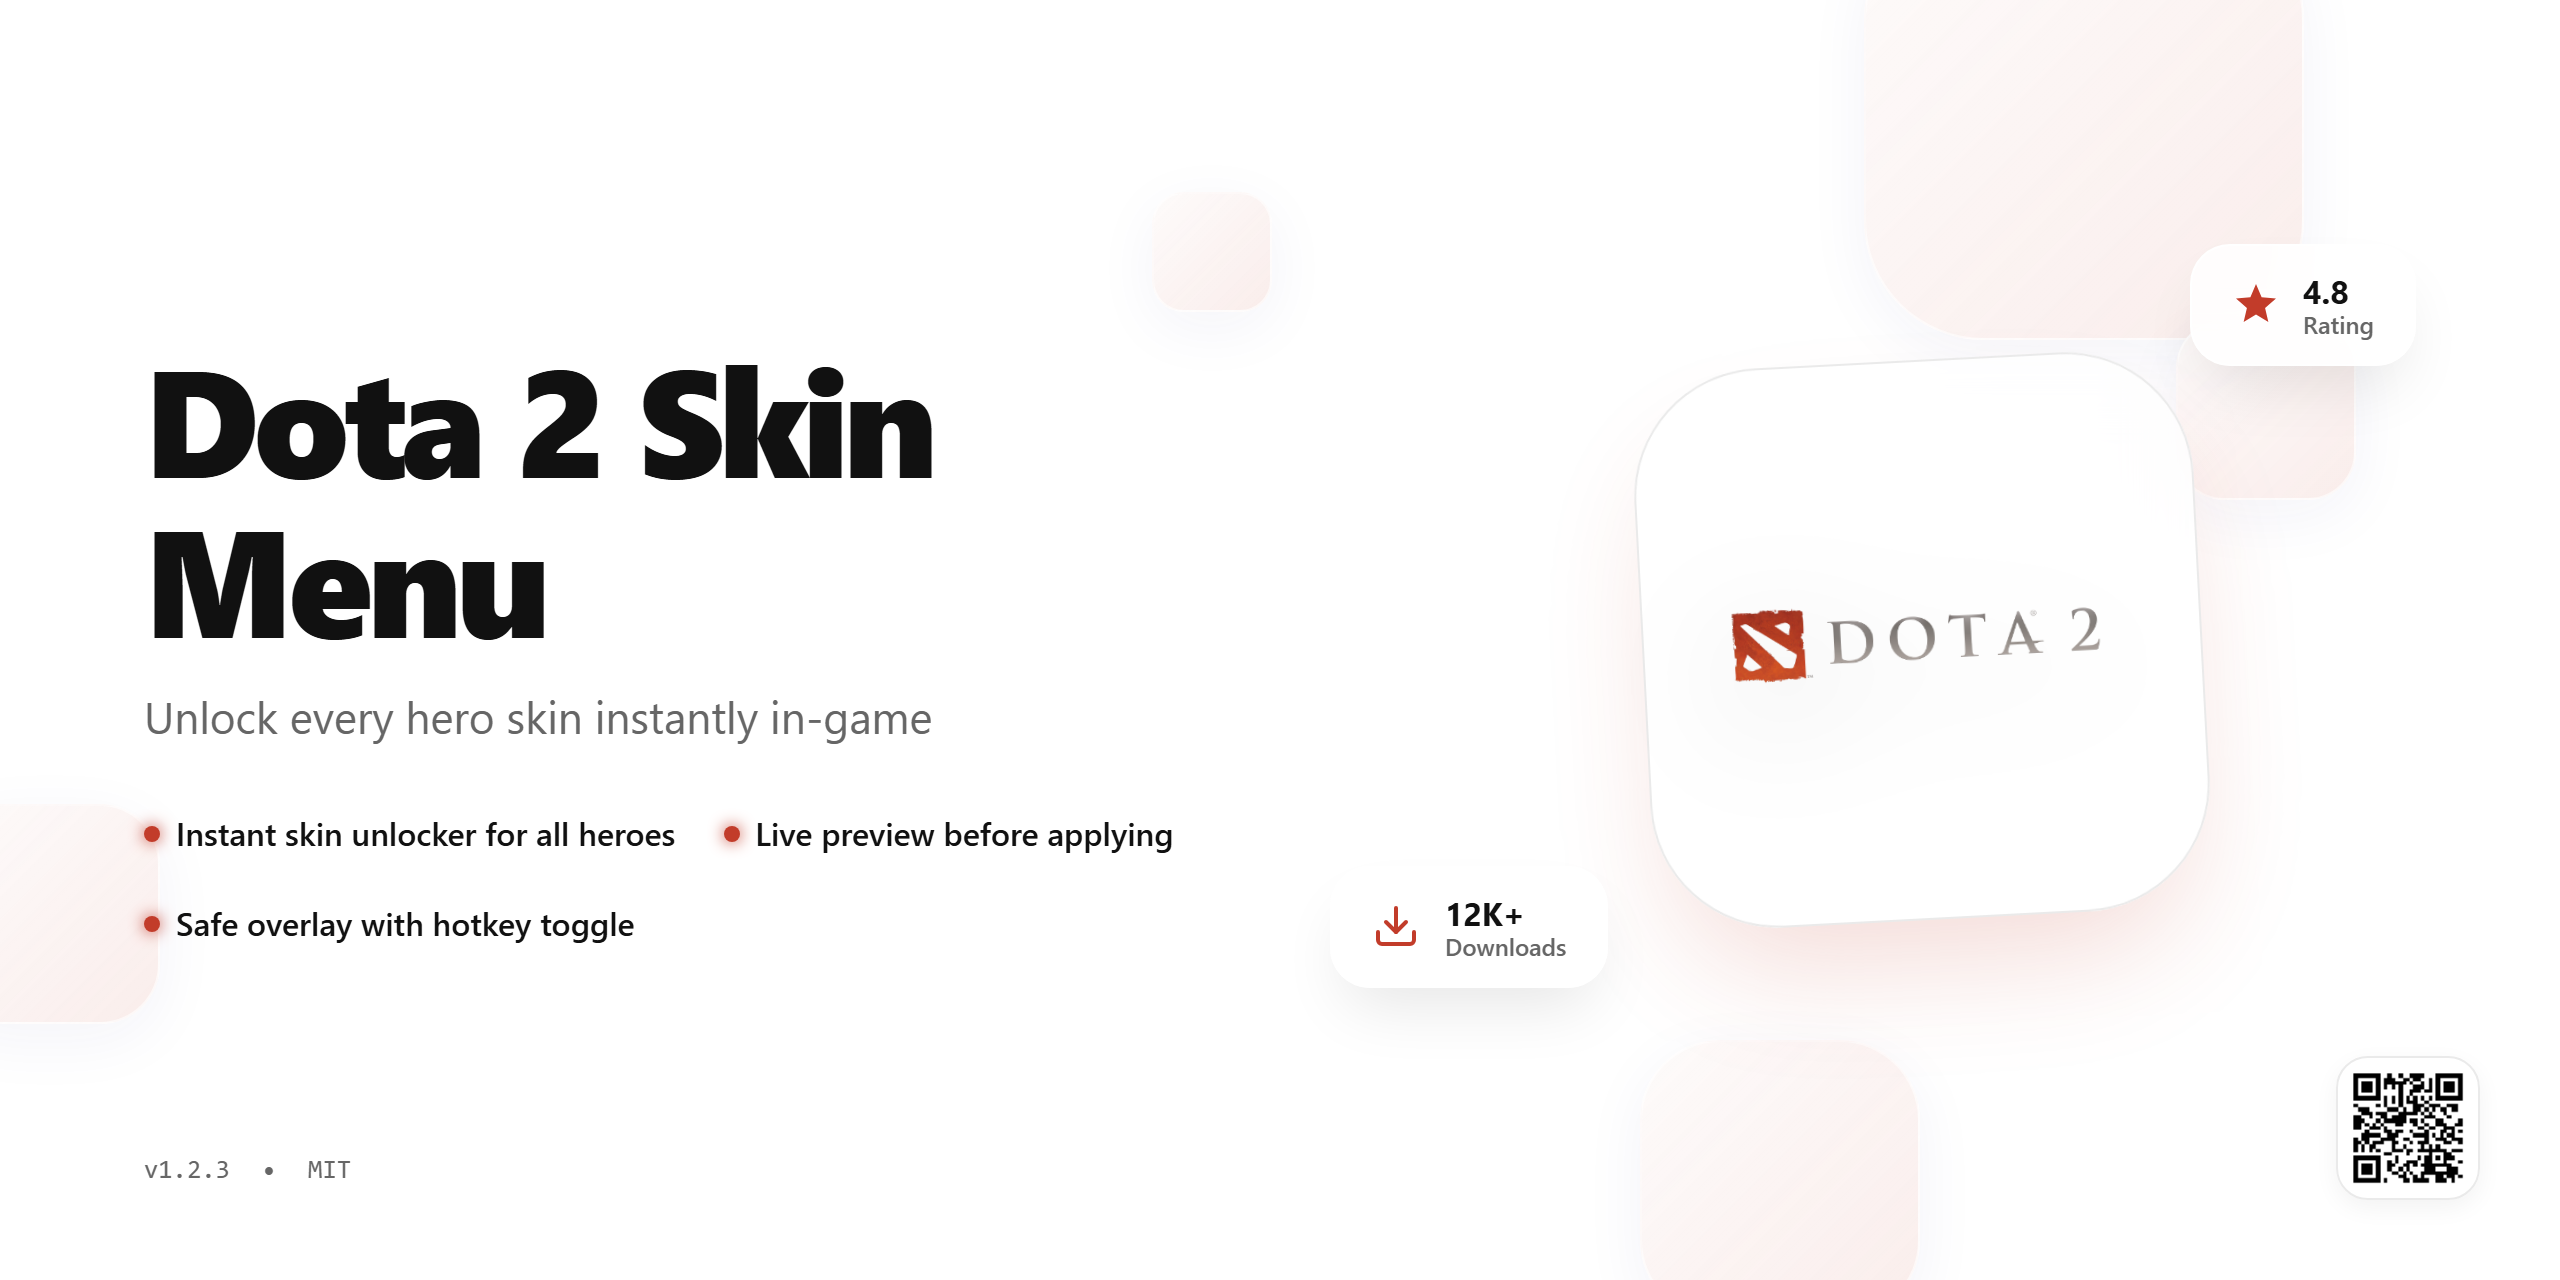 Dota 2 Skin
Menu
Unlock every hero skin instantly in-game
Instant skin unlocker for all heroes
Live preview before applying
Safe overlay with hotkey toggle
v1.2.3 • MIT
4.8
Rating
DOTA 2
12K+
Downloads